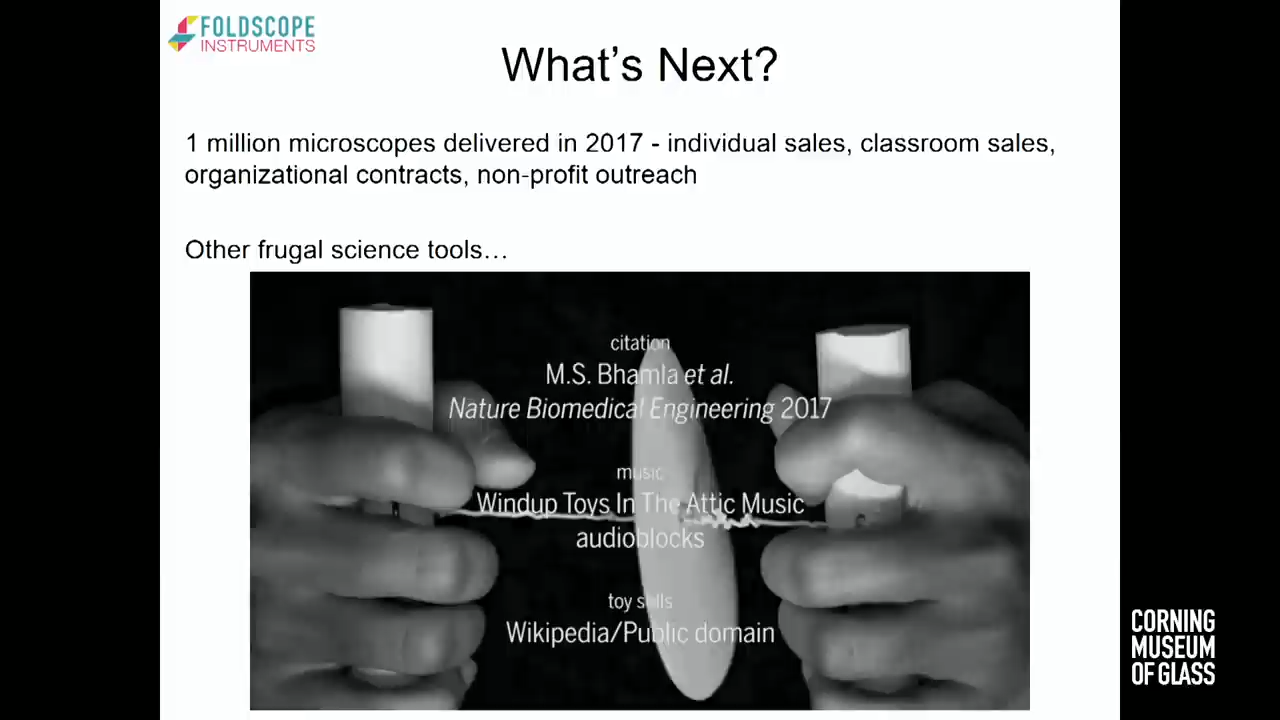 FOLDSCOPE
INSTRUMENTS
What's Next?
1 million microscopes delivered in 2017 - individual sales, classroom sales,
organizational contracts, non-profit outreach
Other frugal science tools…
citation
M.S. Bhamla et al.
Nature Biomedical Engineering 2017
music
Windup Toys In The Attic Music
audioblocks
toy stills
Wikipedia/Public domain
CORNING
MUSEUM
OF GLASS